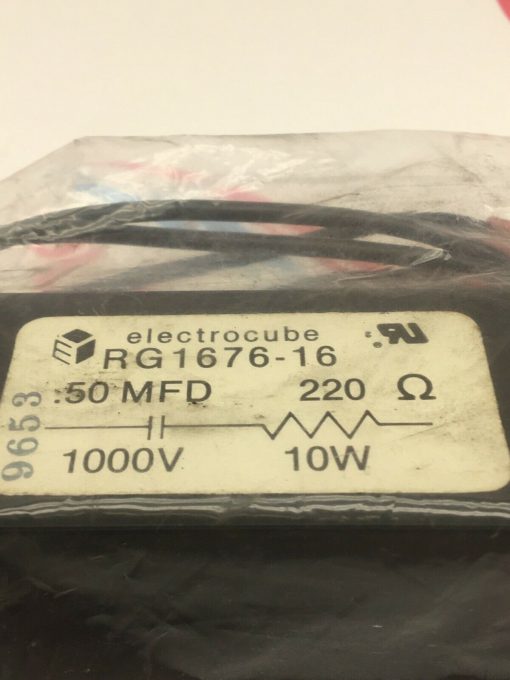 electrocube
RG1676-16
.50 MFD 220 Ω
1000V 10W
9653